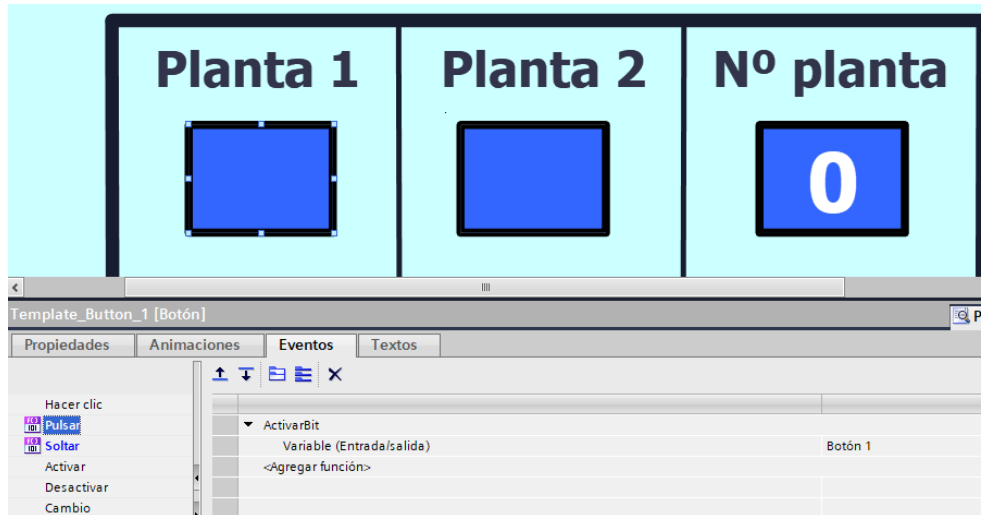 Planta 1 Planta 2 Nº planta
0
Template_Button_1 [Botón]
P
Propiedades Animaciones Eventos Textos
Hacer clic
Pulsar ActivarBit
Variable (Entrada/salida) Botón 1
Soltar
Activar <Agregar función>
Desactivar
Cambio